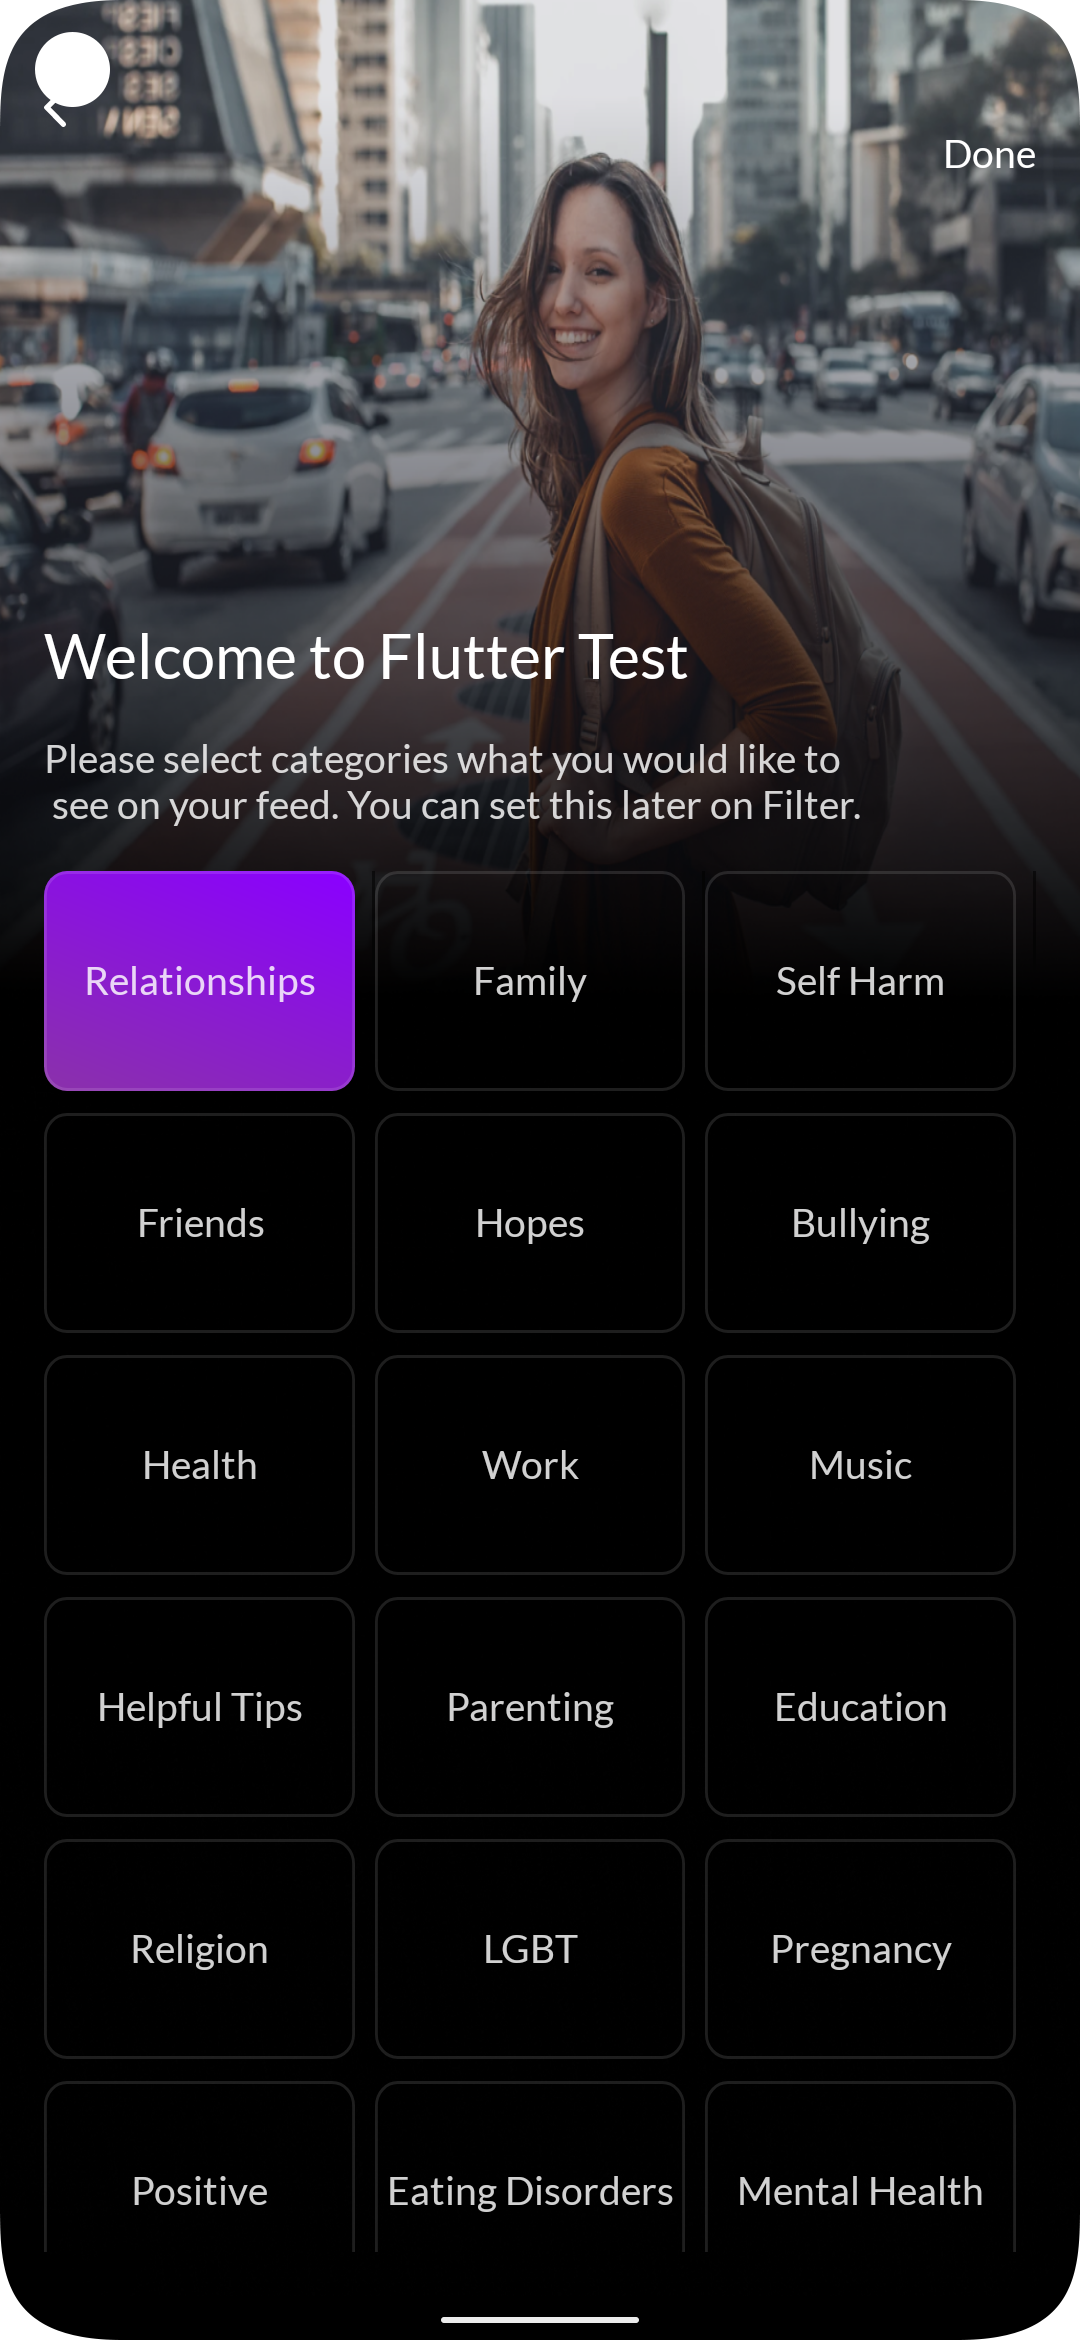 Done
Welcome to Flutter Test
Please select categories what you would like to
see on your feed. You can set this later on Filter.
Relationships
Family
Self Harm
Friends
Hopes
Bullying
Health
Work
Music
Helpful Tips
Parenting
Education
Religion
LGBT
Pregnancy
Positive
Eating Disorders
Mental Health